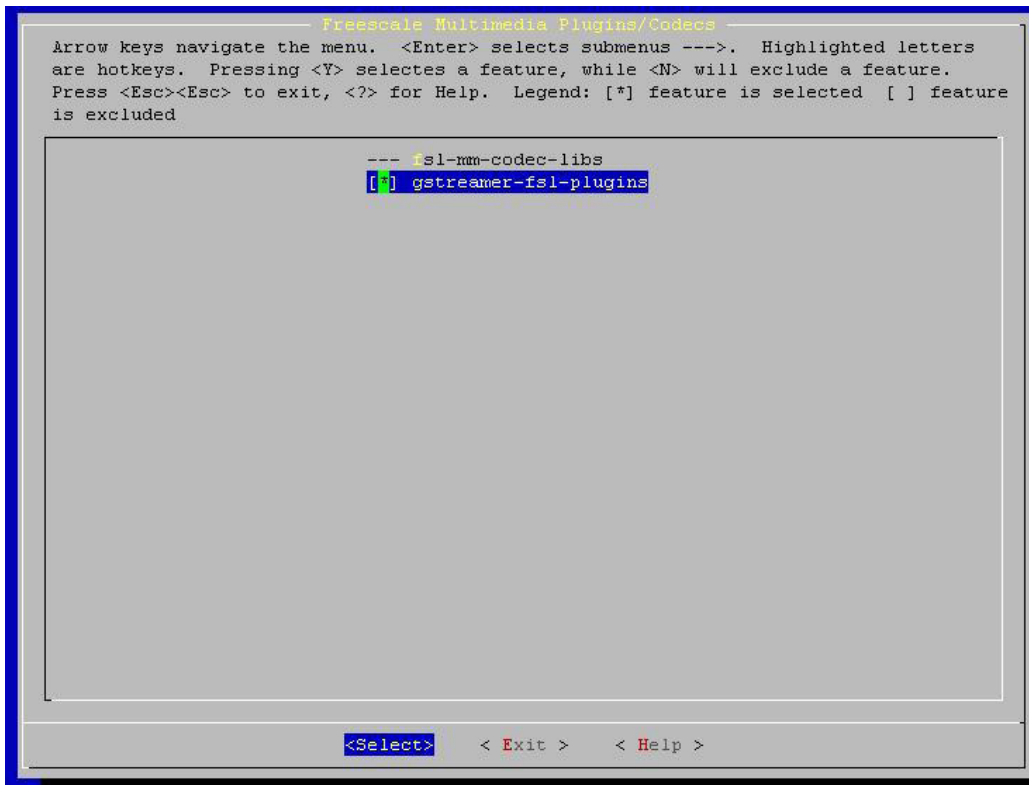 Freescale Multimedia Plugins/Codecs
Arrow keys navigate the menu.  <Enter> selects submenus --->.  Highlighted letters
are hotkeys.  Pressing <Y> selectes a feature, while <N> will exclude a feature.
Press <Esc><Esc> to exit, <?> for Help.  Legend: [*] feature is selected  [ ] feature
is excluded
--- fsl-mm-codec-libs
[*] gstreamer-fsl-plugins
<Select>    < Exit >    < Help >